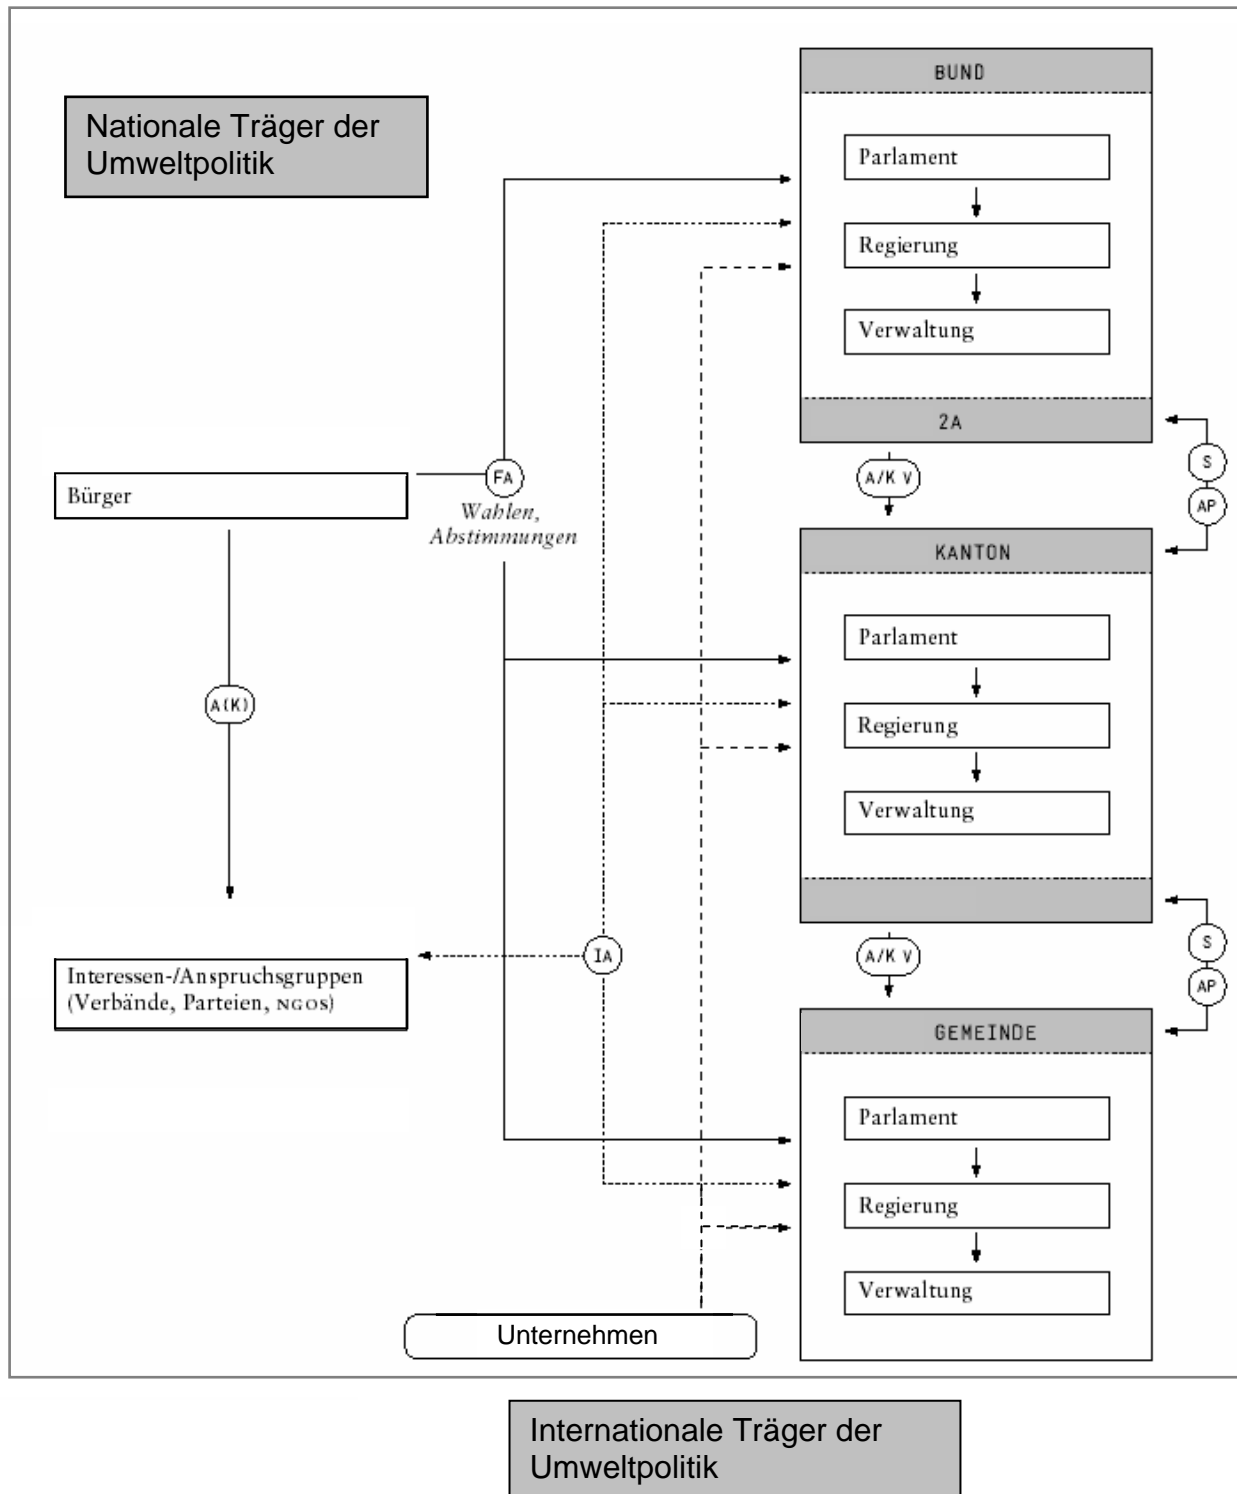 Nationale Träger der
Umweltpolitik
BUND
Parlament
Regierung
Verwaltung
2A
Bürger
FA
Wahlen,
Abstimmungen
A/K V
S
AP
KANTON
Parlament
Regierung
Verwaltung
A(K)
IA
Interessen-/Anspruchsgruppen
(Verbände, Parteien, NGOs)
A/K V
S
AP
GEMEINDE
Parlament
Regierung
Verwaltung
Unternehmen
Internationale Träger der
Umweltpolitik